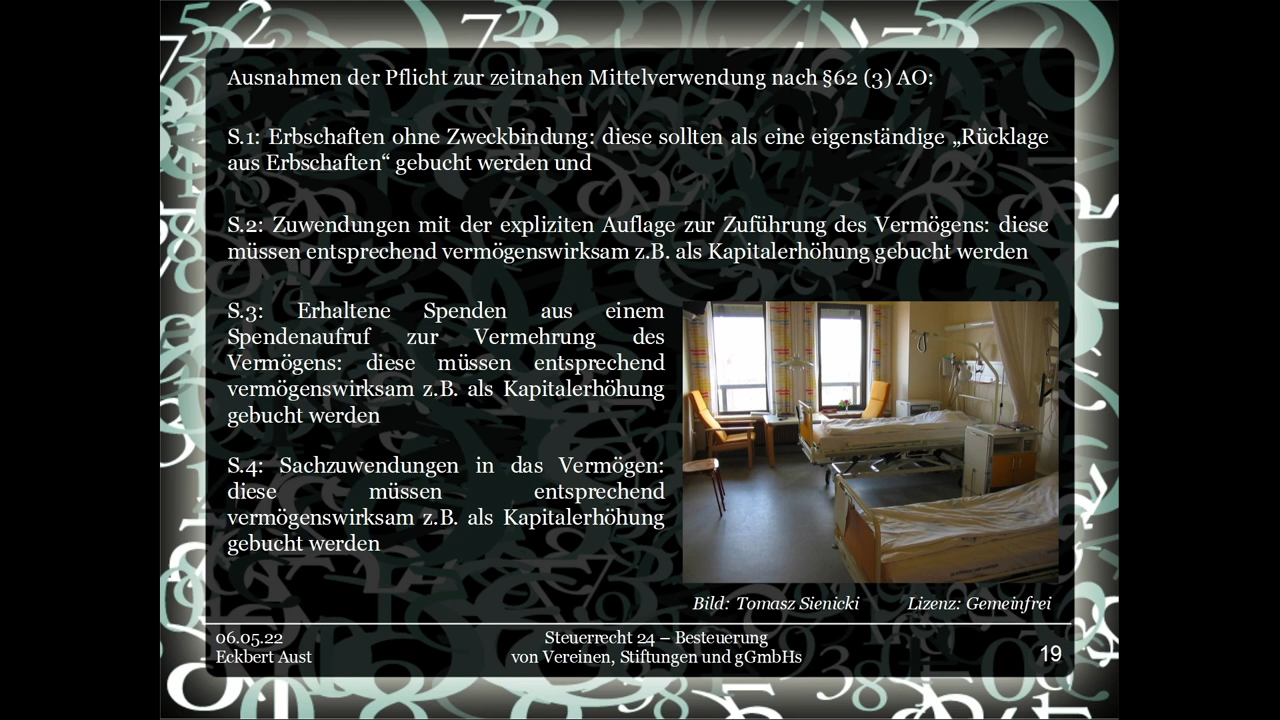 Ausnahmen der Pflicht zur zeitnahen Mittelverwendung nach §62 (3) AO:
S.1: Erbschaften ohne Zweckbindung: diese sollten als eine eigenständige „Rücklage
aus Erbschaften“ gebucht werden und
S.2: Zuwendungen mit der expliziten Auflage zur Zuführung des Vermögens: diese
müssen entsprechend vermögenswirksam z.B. als Kapitalerhöhung gebucht werden
S.3: Erhaltene Spenden aus einem
Spendenaufruf zur Vermehrung des
Vermögens: diese müssen entsprechend
vermögenswirksam z.B. als Kapitalerhöhung
gebucht werden
S.4: Sachzuwendungen in das Vermögen:
diese müssen entsprechend
vermögenswirksam z.B. als Kapitalerhöhung
gebucht werden
Bild: Tomasz Sienicki Lizenz: Gemeinfrei
06.05.22
Eckbert Aust
Steuerrecht 24 – Besteuerung
von Vereinen, Stiftungen und gGmbHs
19